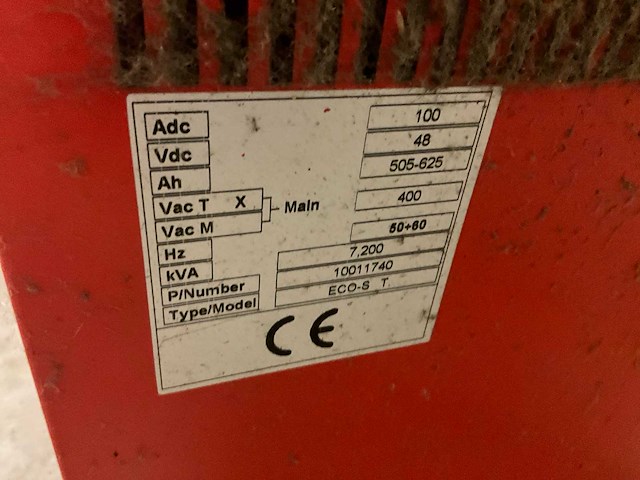 Adc 100
Vdc 48
Ah 505-625
Vac T X Main 400
Vac M
Hz 50÷60
kVA 7,200
P/Number 10011740
Type/Model ECO-S T.
CE